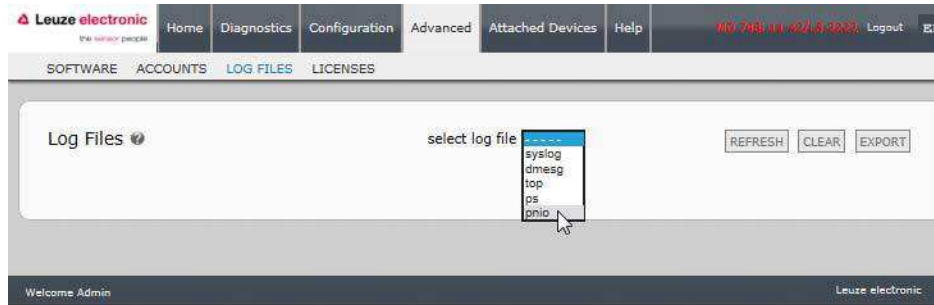 Leuze electronic
the sensor people
Home Diagnostics Configuration Advanced Attached Devices Help Logout
SOFTWARE ACCOUNTS LOG FILES LICENSES
Log Files ?
select log file -----
syslog
dmesg
top
ps
pnio
REFRESH CLEAR EXPORT
Welcome Admin
Leuze electronic